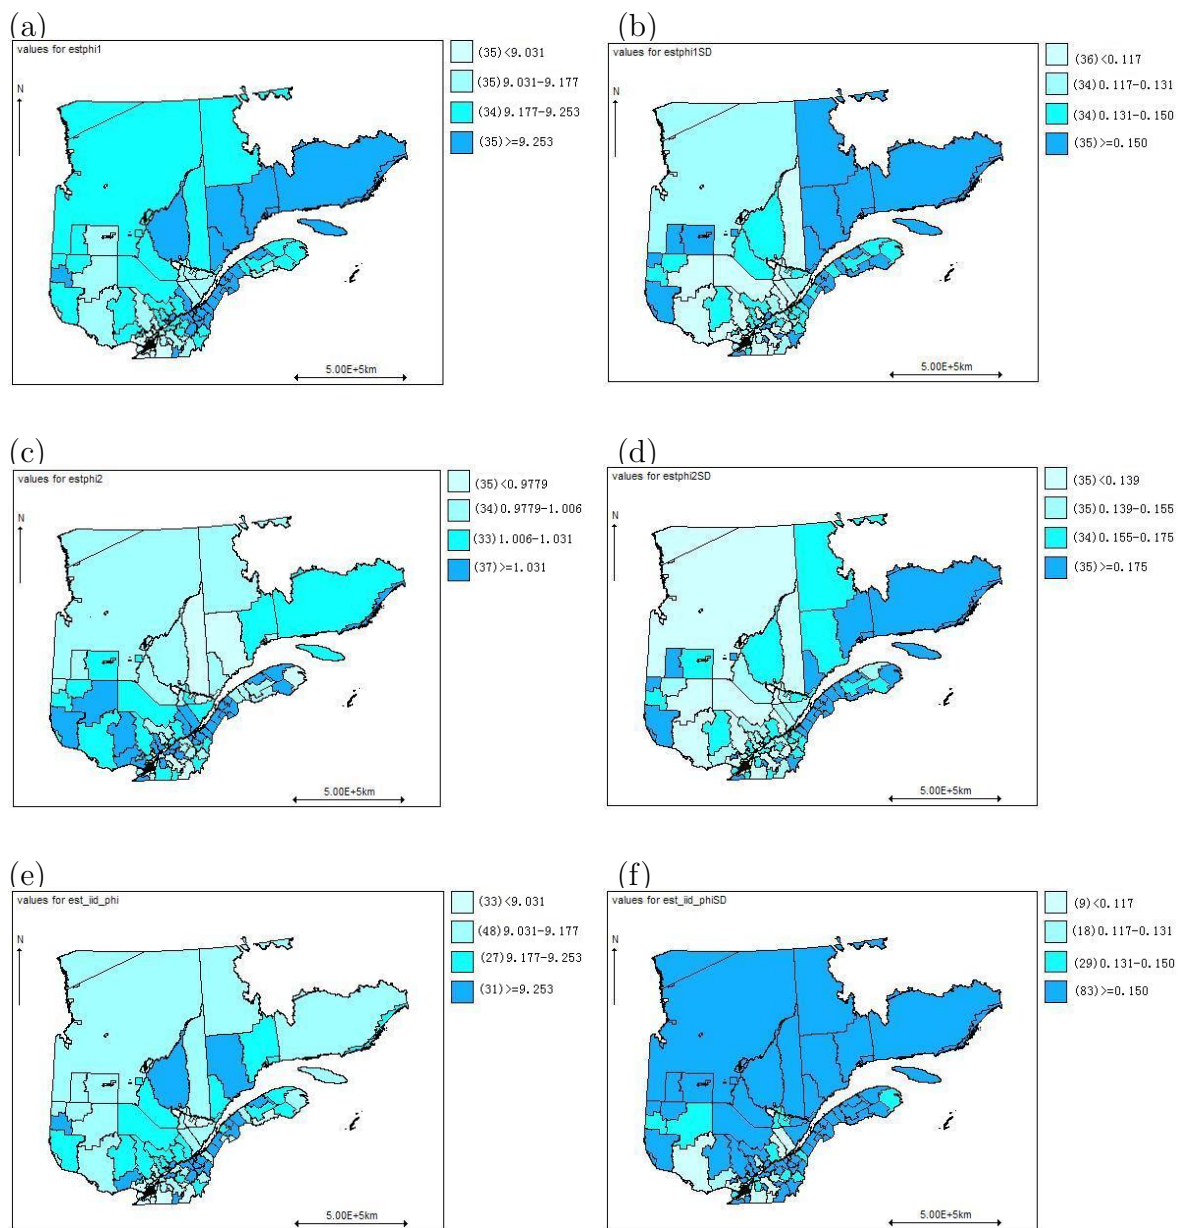 (a)
values for estphi1
N
5.00E+5km
(35)<9.031
(35)9.031-9.177
(34)9.177-9.253
(35)>=9.253
(b)
values for estphi1SD
N
5.00E+5km
(36)<0.117
(34)0.117-0.131
(34)0.131-0.150
(35)>=0.150
(c)
values for estphi2
N
5.00E+5km
(35)<0.9779
(34)0.9779-1.006
(33)1.006-1.031
(37)>=1.031
(d)
values for estphi2SD
N
5.00E+5km
(35)<0.139
(35)0.139-0.155
(34)0.155-0.175
(35)>=0.175
(e)
values for est_iid_phi
N
5.00E+5km
(33)<9.031
(48)9.031-9.177
(27)9.177-9.253
(31)>=9.253
(f)
values for est_iid_phiSD
N
5.00E+5km
(9)<0.117
(18)0.117-0.131
(29)0.131-0.150
(83)>=0.150